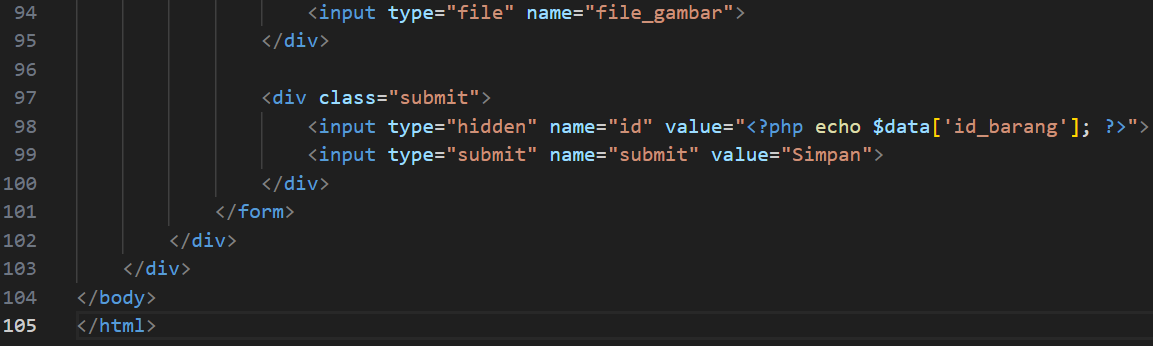 94 <input type="file" name="file_gambar">
95 </div>
96
97 <div class="submit">
98 <input type="hidden" name="id" value="<?php echo $data['id_barang']; ?>">
99 <input type="submit" name="submit" value="Simpan">
100 </div>
101 </form>
102 </div>
103 </div>
104 </body>
105 </html>